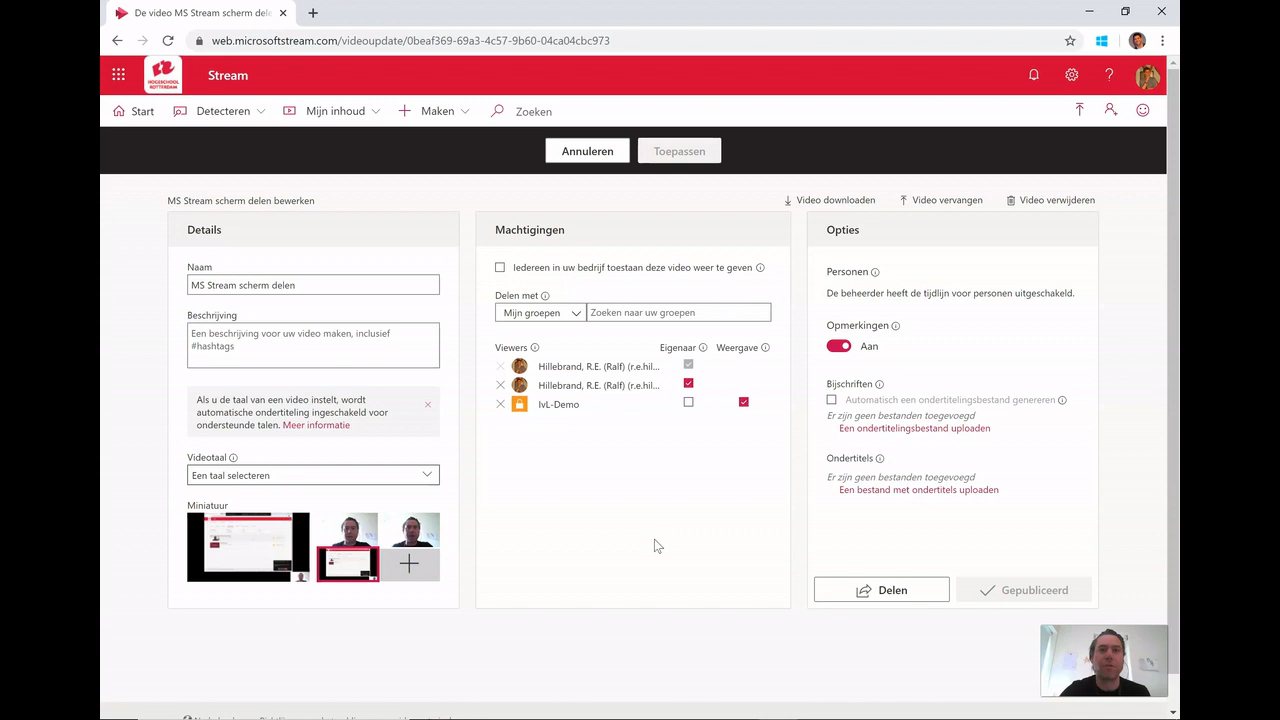 De video MS Stream scherm dele
web.microsoftstream.com/videoupdate/0beaf369-69a3-4c57-9b60-04ca04cbc973
HOGESCHOOL
ROTTERDAM
Stream
Start Detecteren Mijn inhoud Maken Zoeken
Annuleren Toepassen
MS Stream scherm delen bewerken
Video downloaden Video vervangen Video verwijderen
Details
Naam
MS Stream scherm delen
Beschrijving
Een beschrijving voor uw video maken, inclusief
#hashtags
Als u de taal van een video instelt, wordt
automatische ondertiteling ingeschakeld voor
ondersteunde talen. Meer informatie
Videotaal
Een taal selecteren
Miniatuur
Machtigingen
Iedereen in uw bedrijf toestaan deze video weer te geven
Delen met
Mijn groepen Zoeken naar uw groepen
Viewers Eigenaar Weergave
Hillebrand, R.E. (Ralf) (r.e.hil...
Hillebrand, R.E. (Ralf) (r.e.hil...
IvL-Demo
Opties
Personen
De beheerder heeft de tijdlijn voor personen uitgeschakeld.
Opmerkingen
Aan
Bijschriften
Automatisch een ondertitelingsbestand genereren
Er zijn geen bestanden toegevoegd
Een ondertitelingsbestand uploaden
Ondertitels
Er zijn geen bestanden toegevoegd
Een bestand met ondertitels uploaden
Delen Gepubliceerd